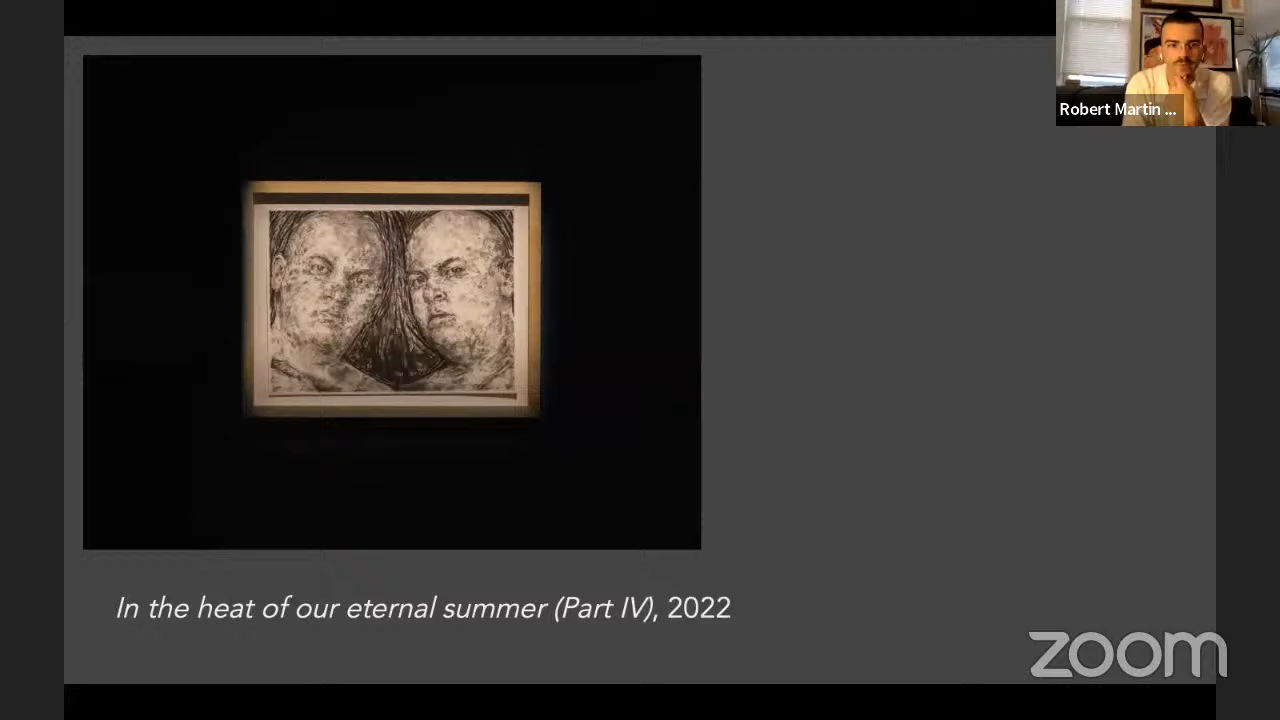 Robert Martin ...
In the heat of our eternal summer (Part IV), 2022
zoom